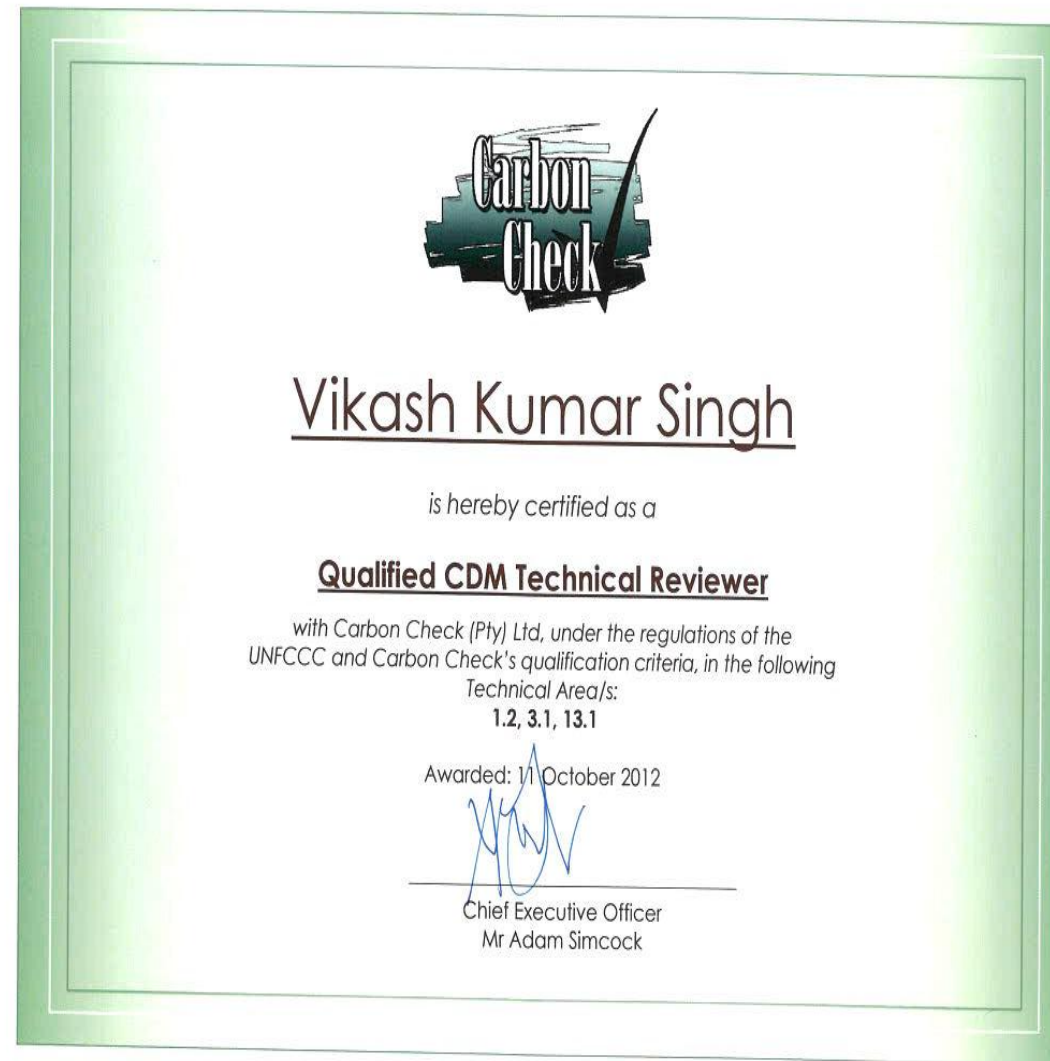 Carbon
Check
Vikash Kumar Singh
is hereby certified as a
Qualified CDM Technical Reviewer
with Carbon Check (Pty) Ltd, under the regulations of the
UNFCCC and Carbon Check's qualification criteria, in the following
Technical Area/s:
1.2, 3.1, 13.1
Awarded: 11 October 2012
Chief Executive Officer
Mr Adam Simcock